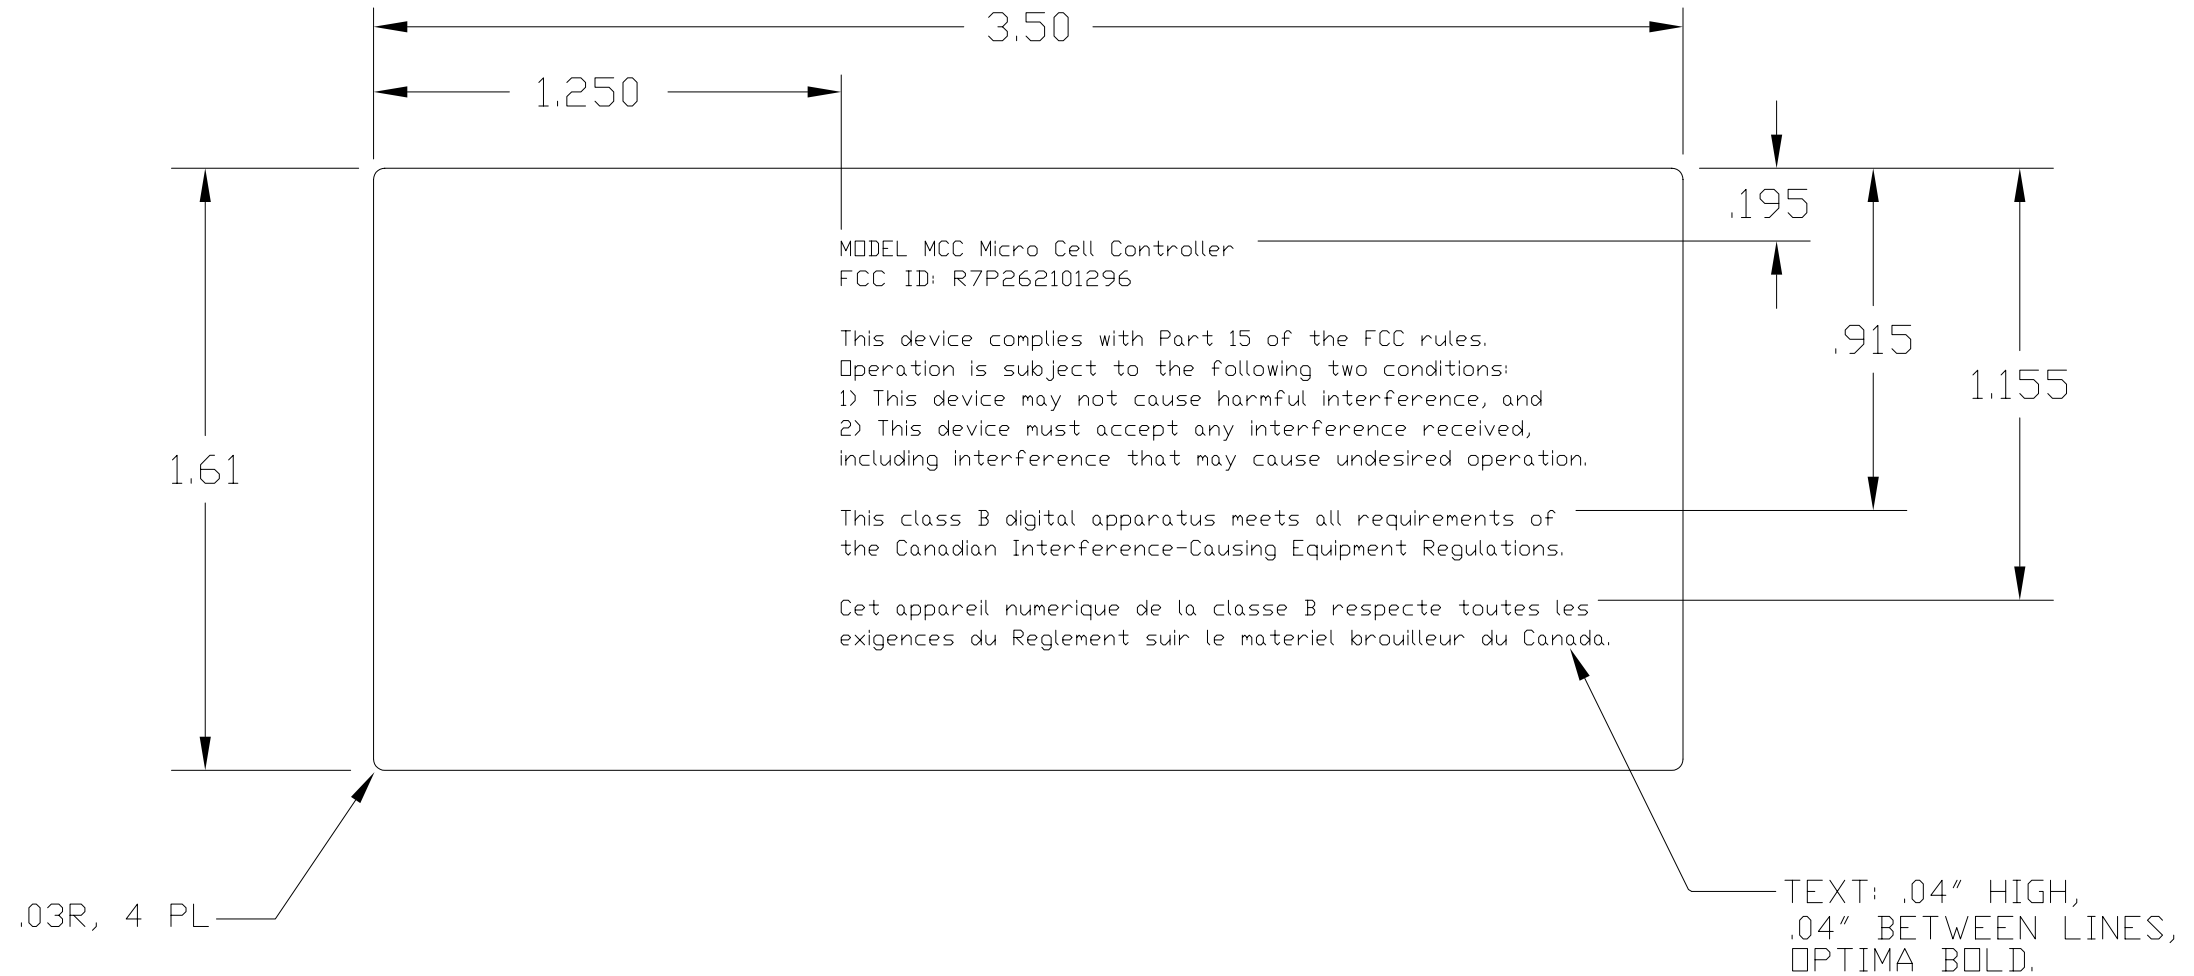 3.50
1.250
.195
.915
1.155
1.61
MODEL MCC Micro Cell Controller
FCC ID: R7P262101296
This device complies with Part 15 of the FCC rules.
Operation is subject to the following two conditions:
1) This device may not cause harmful interference, and
2) This device must accept any interference received,
including interference that may cause undesired operation.
This class B digital apparatus meets all requirements of
the Canadian Interference-Causing Equipment Regulations.
Cet appareil numerique de la classe B respecte toutes les
exigences du Reglement suir le materiel brouilleur du Canada.
.03R, 4 PL
TEXT: .04" HIGH,
.04" BETWEEN LINES,
OPTIMA BOLD.